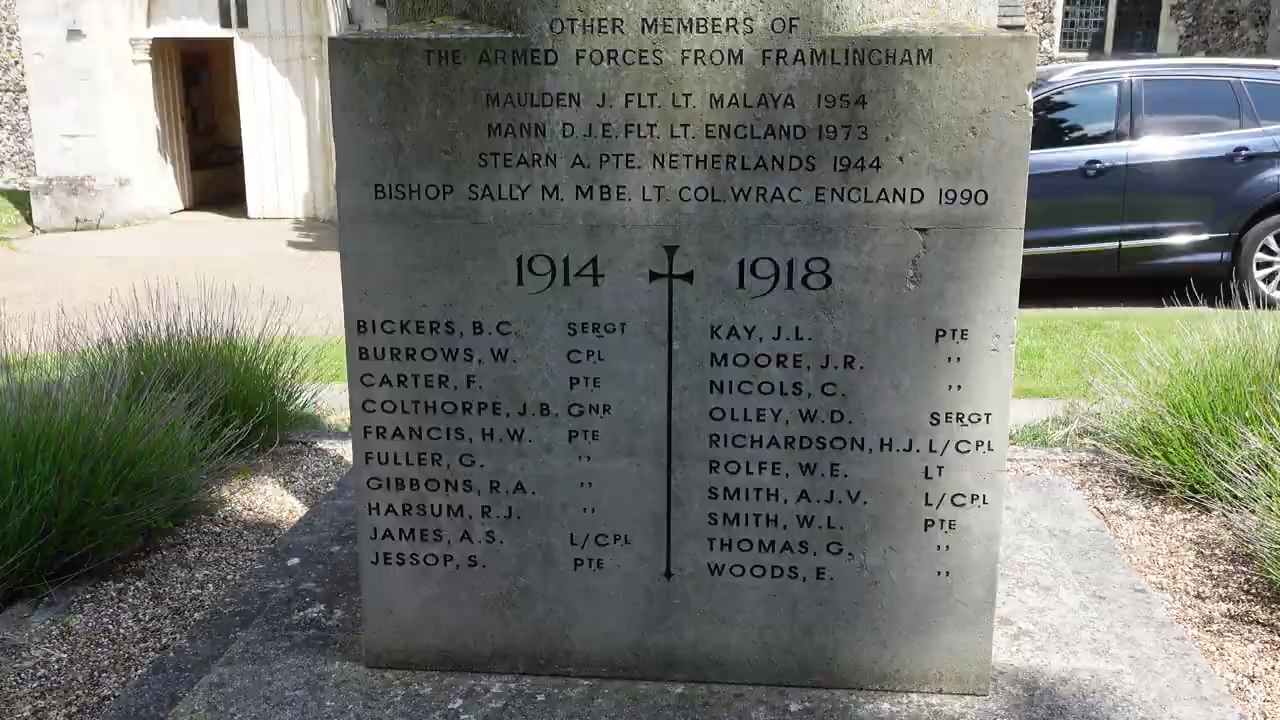 OTHER MEMBERS OF
THE ARMED FORCES FROM FRAMLINGHAM
MAULDEN J. FLT. LT. MALAYA 1954
MANN D.J.E. FLT. LT. ENGLAND 1973
STEARN A. PTE. NETHERLANDS 1944
BISHOP SALLY M. MBE. LT. COL. WRAC ENGLAND 1990
1914 1918
BICKERS, B.C. SERGT
BURROWS, W. CPL
CARTER, F. PTE
COLTHORPE, J.B. GNR
FRANCIS, H.W. PTE
FULLER, G. ,,
GIBBONS, R.A. ,,
HARSUM, R.J. ,,
JAMES, A.S. L/CPL
JESSOP, S. PTE
KAY, J.L. PTE
MOORE, J.R. ,,
NICOLS, C. ,,
OLLEY, W.D. SERGT
RICHARDSON, H.J. L/CPL
ROLFE, W.E. LT
SMITH, A.J.V. L/CPL
SMITH, W.L. PTE
THOMAS, G, ,,
WOODS, E. ,,